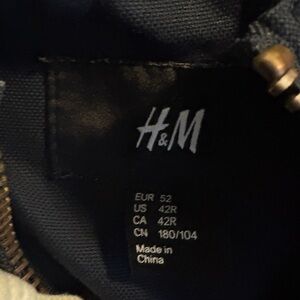 H&M
EUR 52
US 42R
CA 42R
CN 180/104
Made in
China